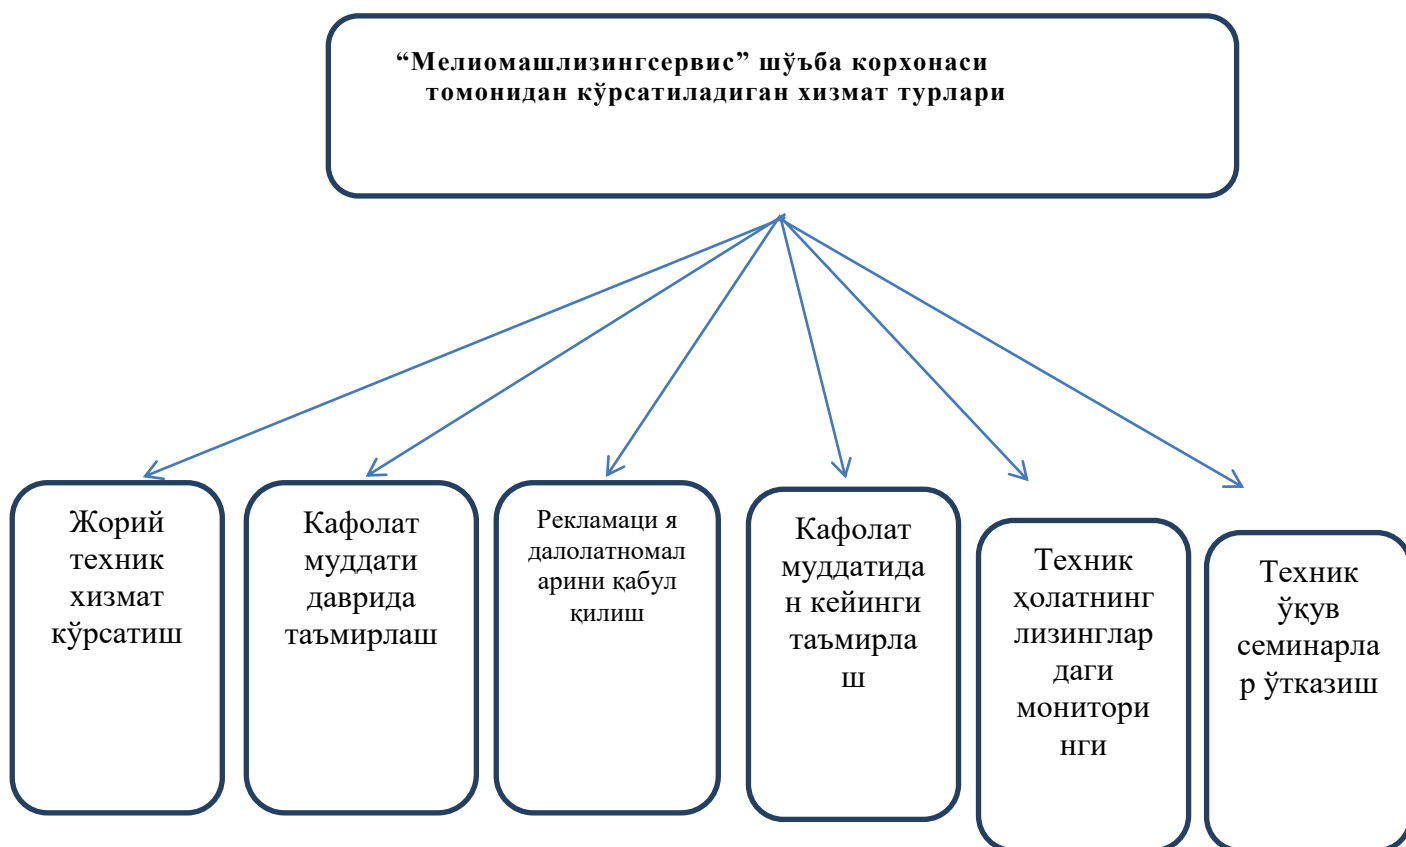 “Мелиомашлизингсервис” шўъба корхонаси
томонидан кўрсатиладиган хизмат турлари
Жорий
техник
хизмат
кўрсатиш
Кафолат
муддати
даврида
таъмирлаш
Рекламаци я
далолатномал
арини қабул
қилиш
Кафолат
муддатида
н кейинги
таъмирла
ш
Техник
ҳолатнинг
лизинглар
даги
монитори
нги
Техник
ўқув
семинарла
р ўтказиш